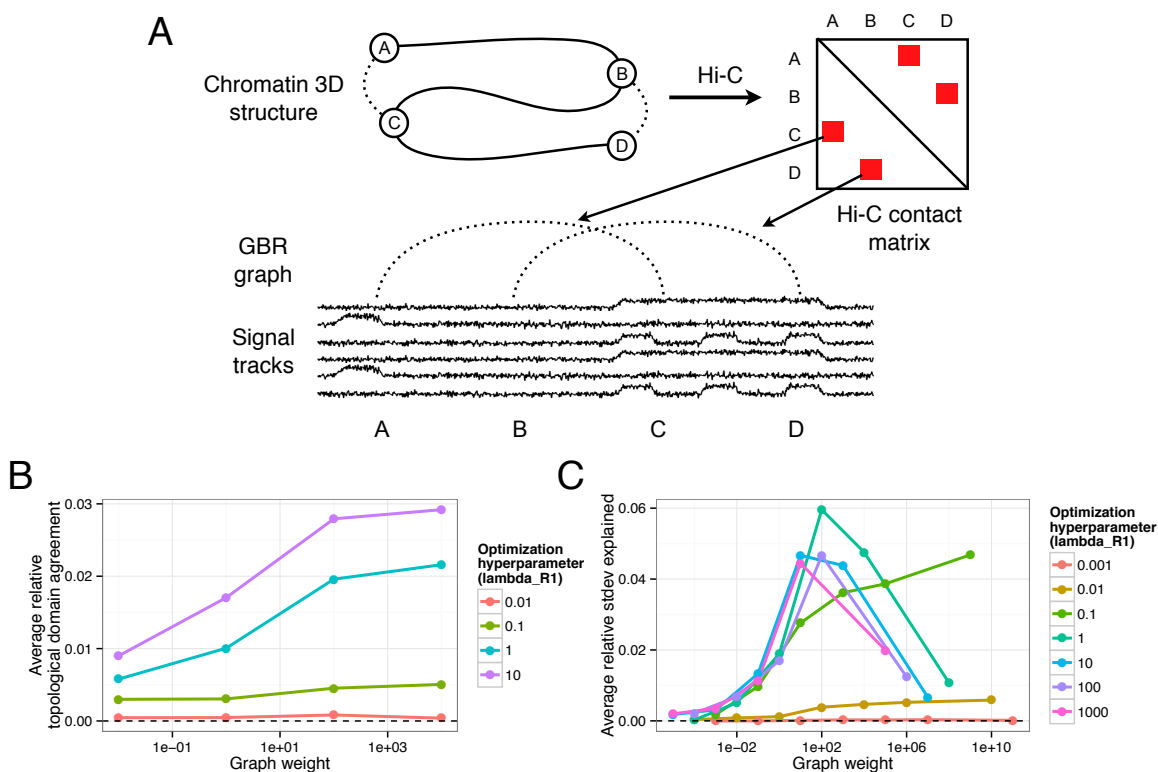 A
Chromatin 3D
structure
A
B
C
D
Hi-C
A B C D
A
B
C
D
Hi-C contact
matrix
GBR
graph
Signal
tracks
A B C D
B
Average relative
topological domain agreement
0.03
0.02
0.01
0.00
1e-01 1e+01 1e+03
Graph weight
Optimization
hyperparameter
(lambda_R1)
0.01
0.1
1
10
C
Average relative stdev explained
0.06
0.04
0.02
0.00
1e-02 1e+02 1e+06 1e+10
Graph weight
Optimization
hyperparameter
(lambda_R1)
0.001
0.01
0.1
1
10
100
1000